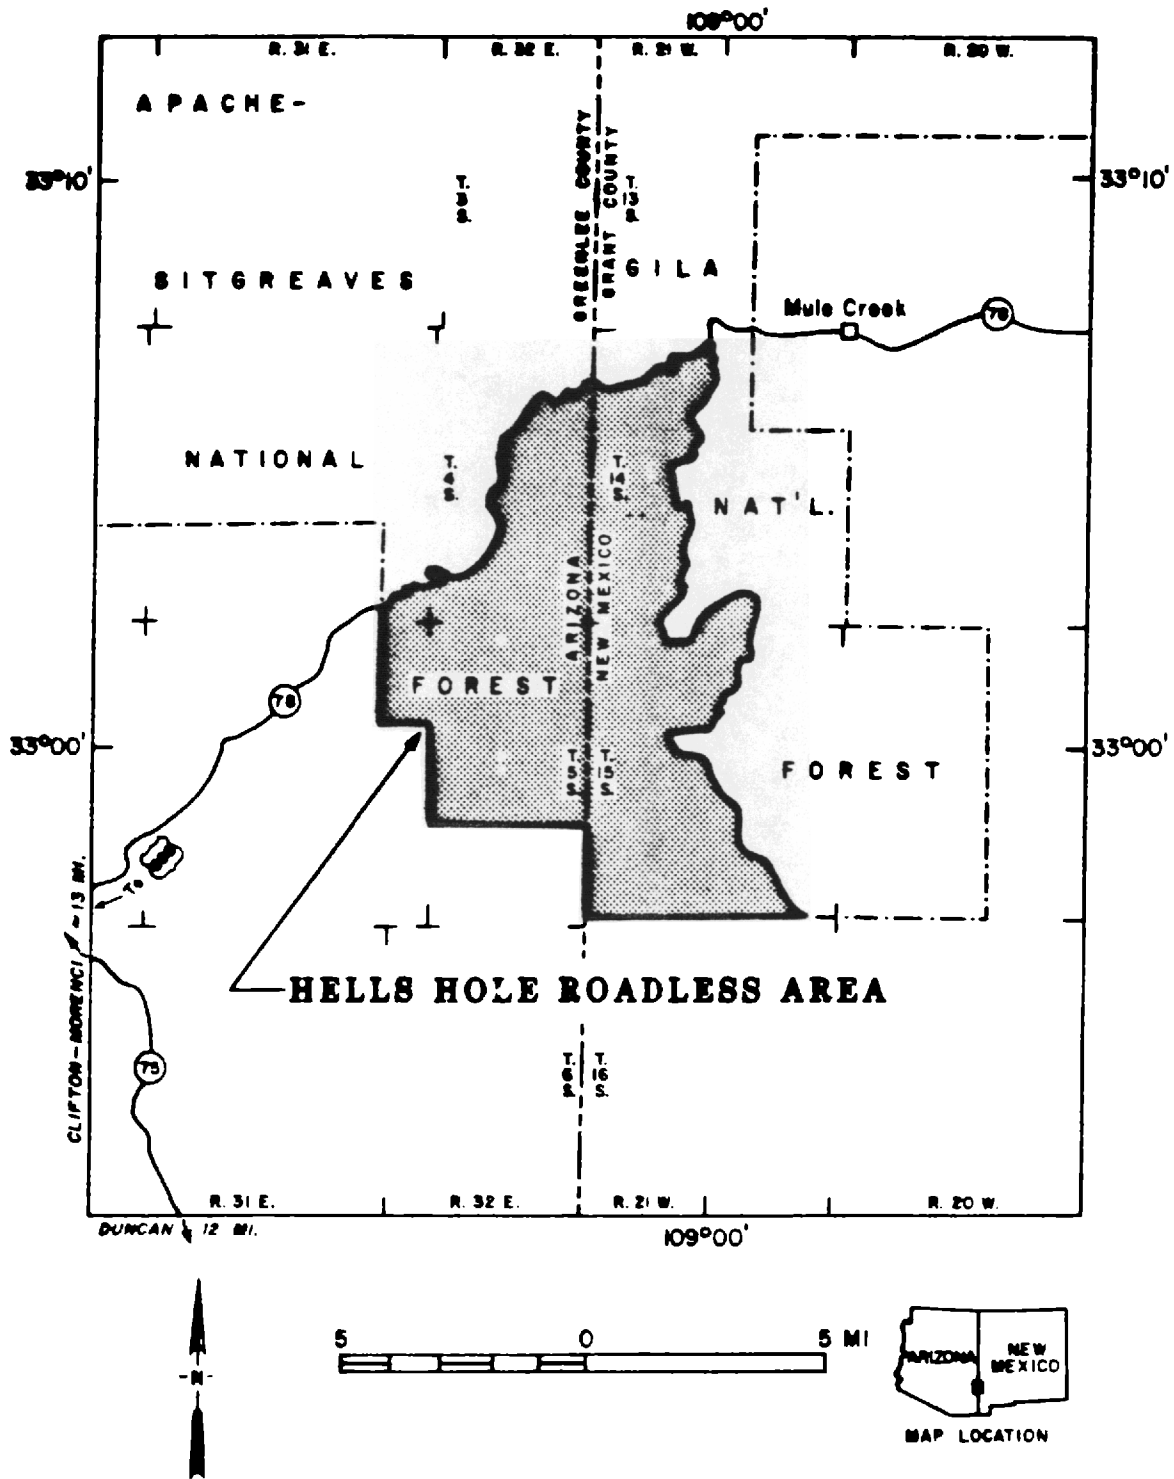 109°00'
R. 31 E.
R. 32 E.
R. 21 W.
R. 20 W.
APACHE-
GREENLEE COUNTY
GRANT COUNTY
33°10'
33°10'
T.
3
S.
T.
13
S.
SITGREAVES
GILA
Mule Creek
78
NATIONAL
T.
4
S.
T.
14
S.
NAT'L.
ARIZONA
NEW MEXICO
FOREST
78
33°00'
33°00'
T.
5
S.
T.
15
S.
FOREST
To
CLIFTON-MORENCI ~13 MI.
HELLS HOLE ROADLESS AREA
75
T.
6
S.
T.
16
S.
R. 31 E.
R. 32 E.
R. 21 W.
R. 20 W.
DUNCAN 12 MI.
109°00'
5 0 5 MI
-N-
ARIZONA
NEW
MEXICO
MAP LOCATION